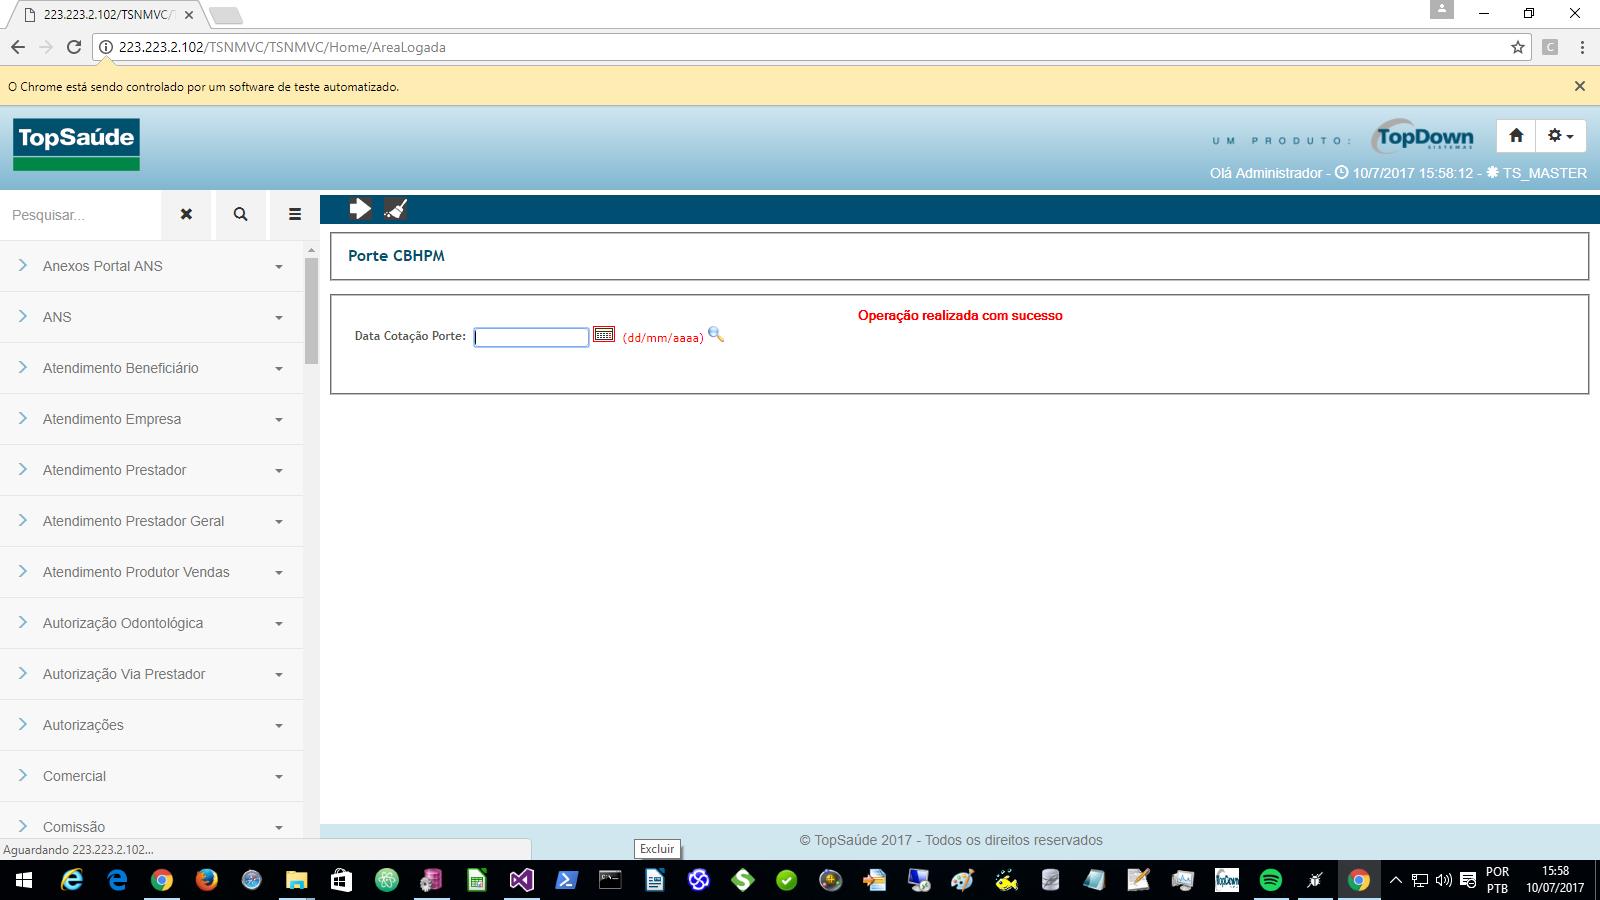 223.223.2.102/TSNMVC/
223.223.2.102/TSNMVC/TSNMVC/Home/AreaLogada
C
O Chrome está sendo controlado por um software de teste automatizado.
TopSaúde
UM PRODUTO:
TopDown
SISTEMAS
Olá Administrador - 10/7/2017 15:58:12 - TS_MASTER
Pesquisar...
Porte CBHPM
Operação realizada com sucesso
Data Cotação Porte:
(dd/mm/aaaa)
Anexos Portal ANS
ANS
Atendimento Beneficiário
Atendimento Empresa
Atendimento Prestador
Atendimento Prestador Geral
Atendimento Produtor Vendas
Autorização Odontológica
Autorização Via Prestador
Autorizações
Comercial
Comissão
Aguardando 223.223.2.102...
Excluir
© TopSaúde 2017 - Todos os direitos reservados
TopDown
POR
PTB
15:58
10/07/2017